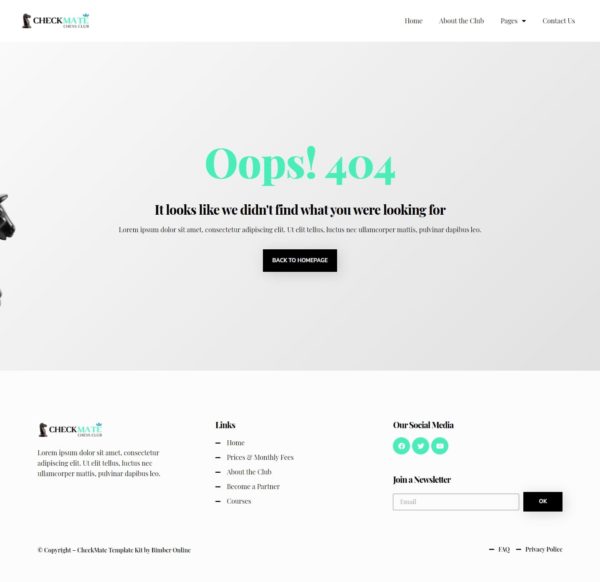 CHECKMATE
CHESS CLUB
Home About the Club Pages Contact Us
Oops! 404
It looks like we didn't find what you were looking for
Lorem ipsum dolor sit amet, consectetur adipiscing elit. Ut elit tellus, luctus nec ullamcorper mattis, pulvinar dapibus leo.
BACK TO HOMEPAGE
CHECKMATE
CHESS CLUB
Lorem ipsum dolor sit amet, consectetur
adipiscing elit. Ut elit tellus, luctus nec
ullamcorper mattis, pulvinar dapibus leo.
Links
Home
Prices & Monthly Fees
About the Club
Become a Partner
Courses
Our Social Media
Join a Newsletter
Email OK
© Copyright – CheckMate Template Kit by Bimber Online
FAQ Privacy Police